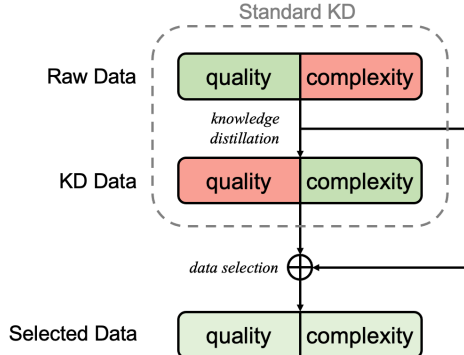 Standard KD
Raw Data
quality
complexity
knowledge
distillation
KD Data
quality
complexity
data selection
Selected Data
quality
complexity